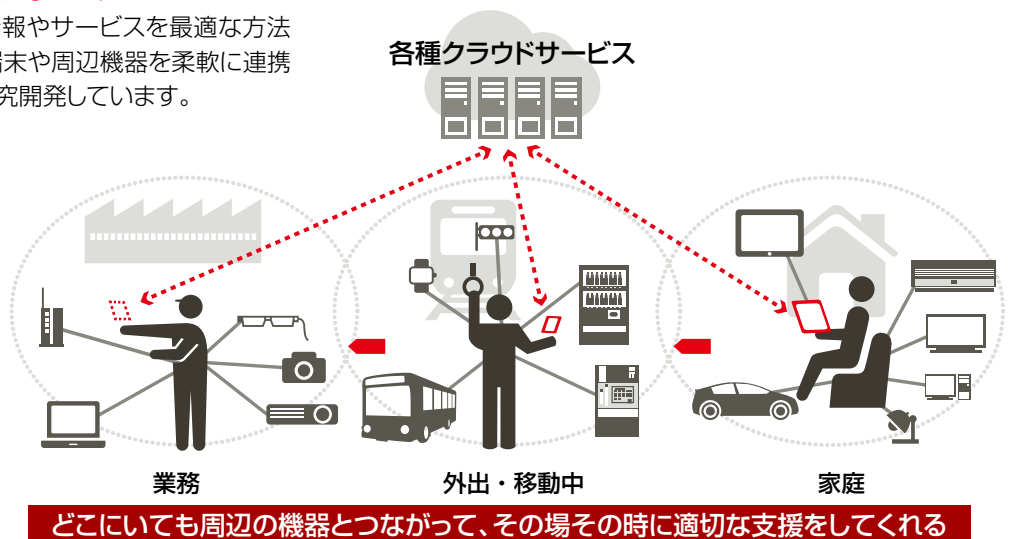 報やサービスを最適な方法
末や周辺機器を柔軟に連携
究開発しています。
各種クラウドサービス
業務
外出・移動中
家庭
どこにいても周辺の機器とつながって、その場その時に適切な支援をしてくれる